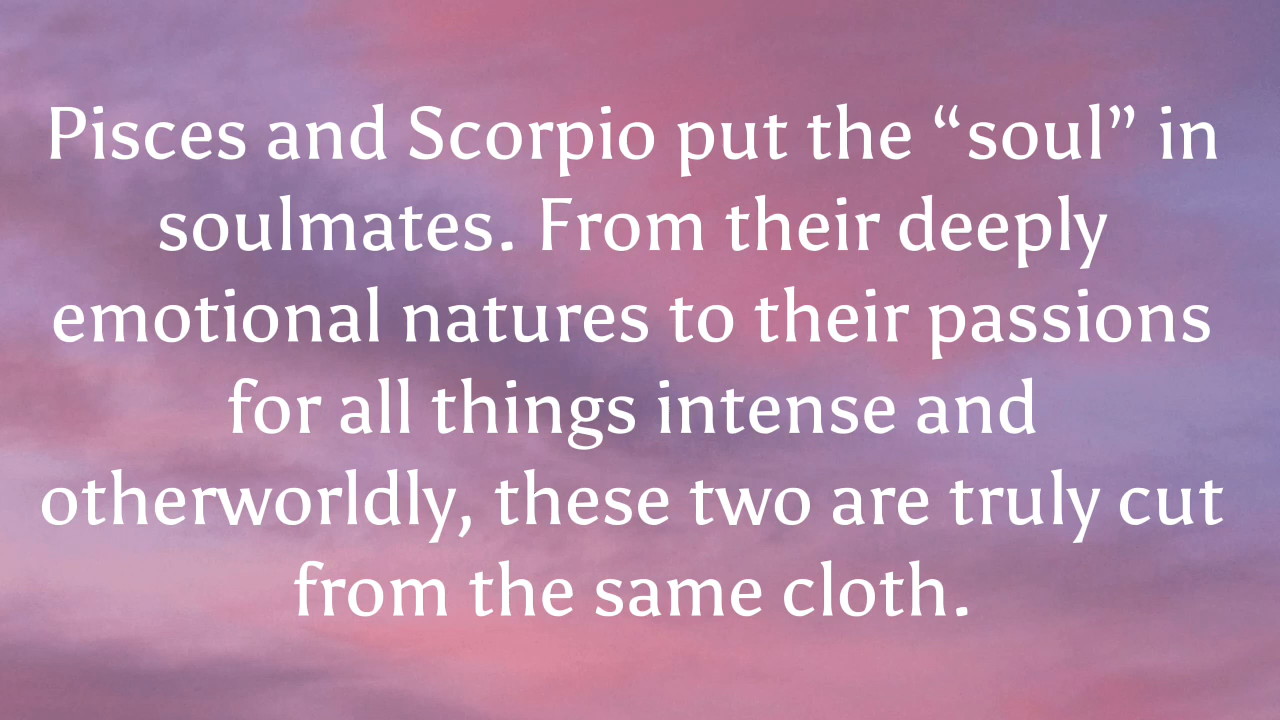 Pisces and Scorpio put the “soul” in
soulmates. From their deeply
emotional natures to their passions
for all things intense and
otherworldly, these two are truly cut
from the same cloth.